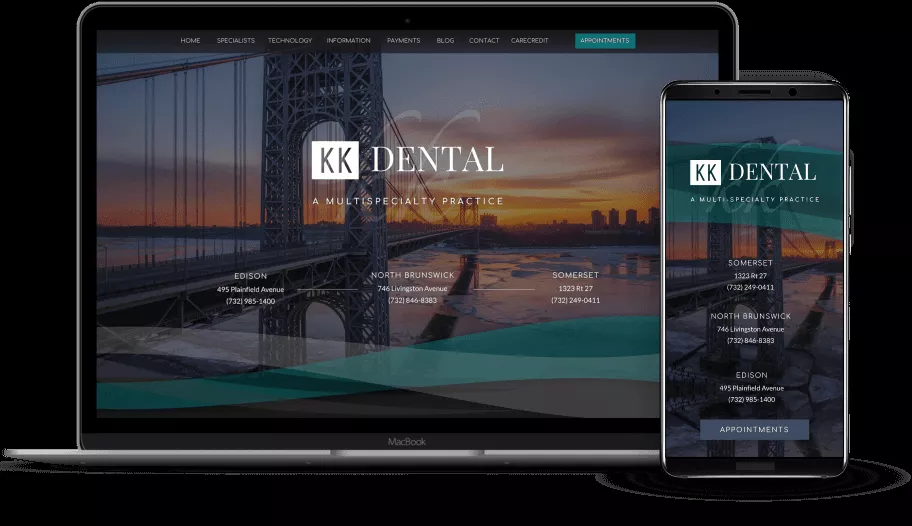 HOME SPECIALISTS TECHNOLOGY INFORMATION PAYMENTS BLOG CONTACT CARECREDIT APPOINTMENTS
KK DENTAL
A MULTISPECIALTY PRACTICE
EDISON
495 Plainfield Avenue
(732) 985-1400
NORTH BRUNSWICK
746 Livingston Avenue
(732) 846-8383
SOMERSET
1323 Rt 27
(732) 249-0411
MacBook
KK DENTAL
A MULTI-SPECIALTY PRACTICE
SOMERSET
1323 Rt 27
(732) 249-0411
NORTH BRUNSWICK
746 Livingston Avenue
(732) 846-8383
EDISON
495 Plainfield Avenue
(732) 985-1400
APPOINTMENTS